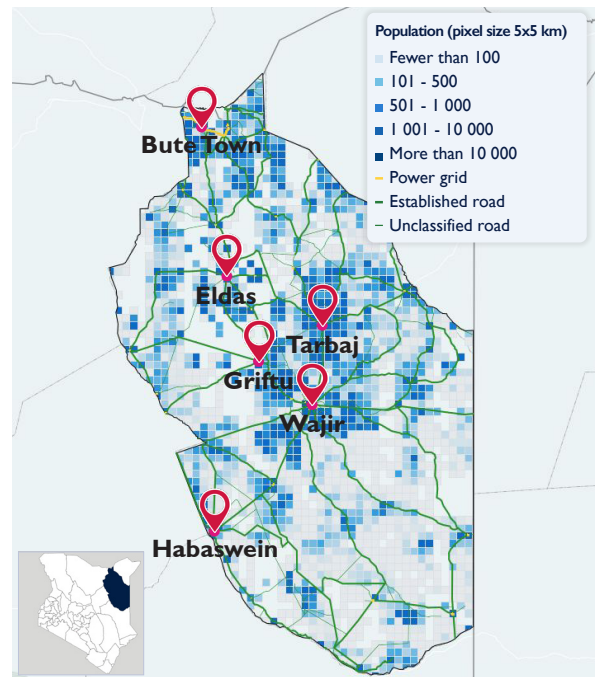 Population (pixel size 5x5 km)
Fewer than 100
101 - 500
501 - 1 000
1 001 - 10 000
More than 10 000
Power grid
Established road
Unclassified road
Bute Town
Eldas
Tarbaj
Griftu
Wajir
Habaswein